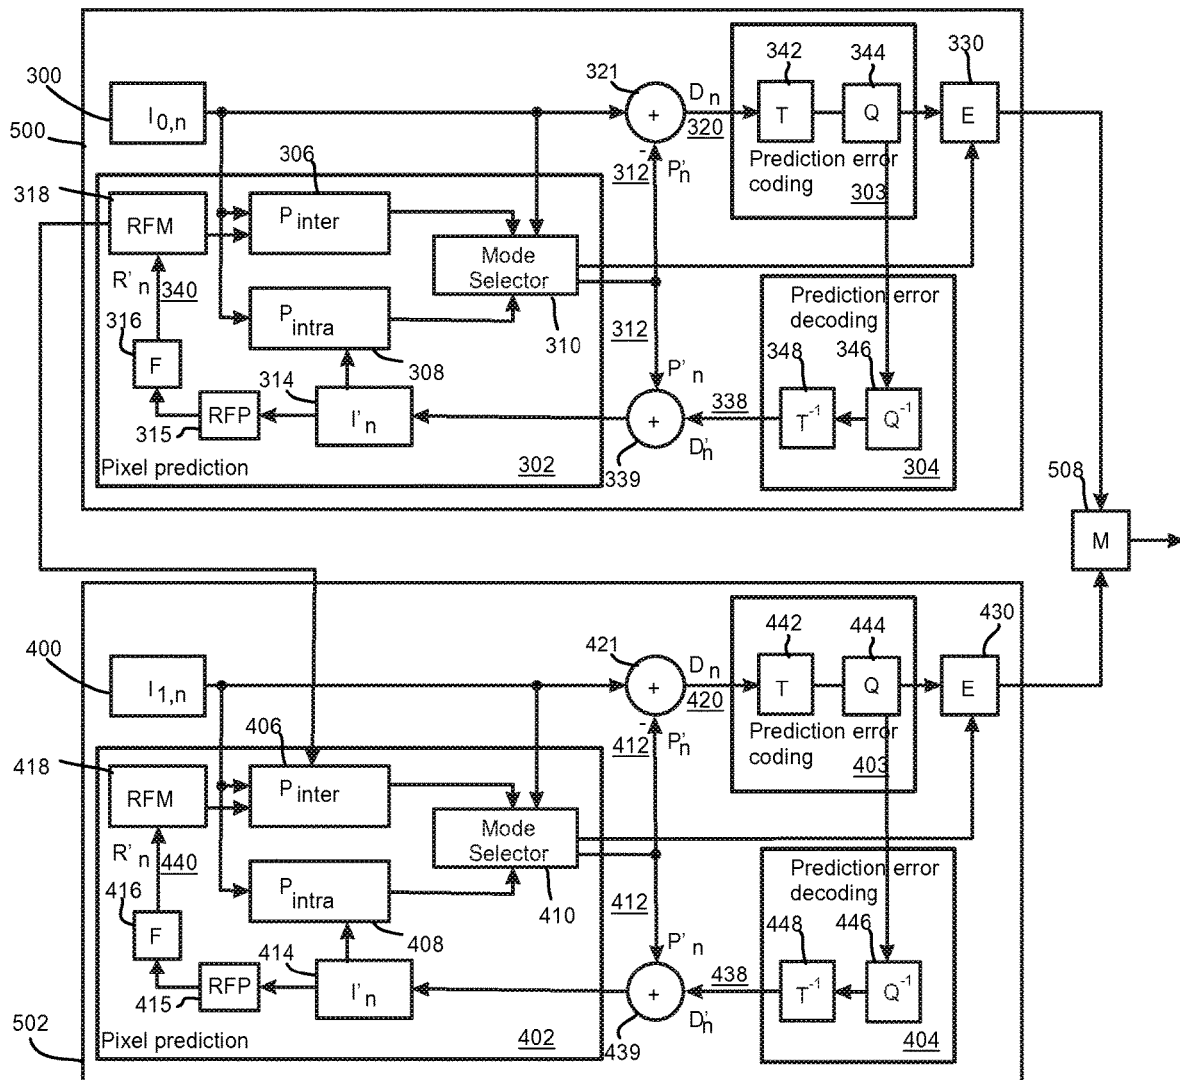 300
500
I0,n
321
+
Dn
320
342
T
344
Q
Prediction error
coding
303
330
E
-
312
P'n
318
RFM
306
Pinter
Mode
Selector
310
R'n
340
316
F
Pintra
308
312
P'n
Prediction error
decoding
348
T-1
346
Q-1
304
314
I'n
RFP
315
+
339
338
D'n
Pixel prediction
302
508
M
400
I1,n
421
+
Dn
420
442
T
444
Q
Prediction error
coding
403
430
E
-
412
P'n
418
RFM
406
Pinter
Mode
Selector
410
R'n
440
416
F
Pintra
408
412
P'n
Prediction error
decoding
448
T-1
446
Q-1
404
414
I'n
RFP
415
+
439
438
D'n
Pixel prediction
402
502